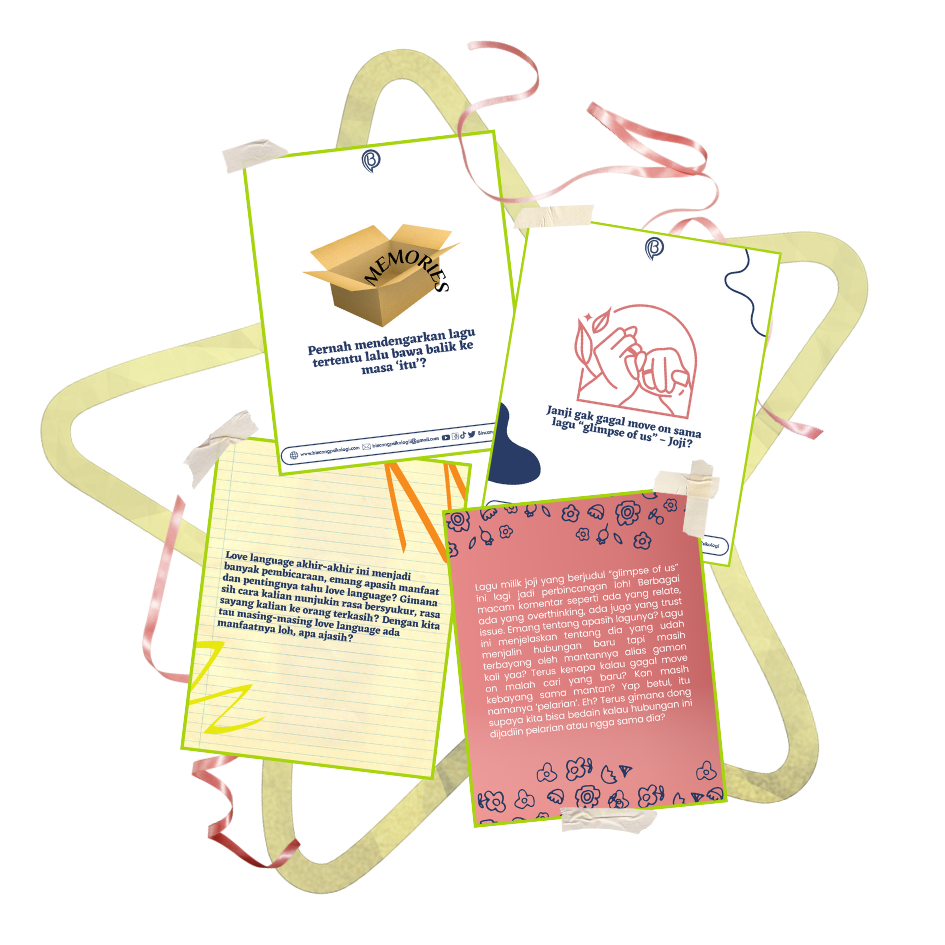 MEMORIES
Pernah mendengarkan lagu
tertentu lalu bawa balik ke
masa ‘itu’?
www.bincangpsikologi.com bincangpsikologi@gmail.com
Janji gak gagal move on sama
lagu “glimpse of us” – Joji?
Love language akhir-akhir ini menjadi
banyak pembicaraan, emang apasih manfaat
dan pentingnya tahu love language? Gimana
sih cara kalian nunjukin rasa bersyukur, rasa
sayang kalian ke orang terkasih? Dengan kita
tau masing-masing love language ada
manfaatnya loh, apa ajasih?
Lagu milik joji yang berjudul “glimpse of us”
ini lagi jadi perbincangan loh! Berbagai
macam komentar seperti ada yang relate,
ada yang overthinking, ada juga yang trust
issue. Emang tentang apasih lagunya? Lagu
ini menjelaskan tentang dia yang udah
menjalin hubungan baru tapi masih
terbayang oleh mantannya alias gamon
kali yaa? Terus kenapa kalau gagal move
on malah cari yang baru? Kan masih
kebayang sama mantan? Yap betul, itu
namanya ‘pelarian’. Eh? Terus gimana dong
supaya kita bisa bedain kalau hubungan ini
dijadiin pelarian atau ngga sama dia?